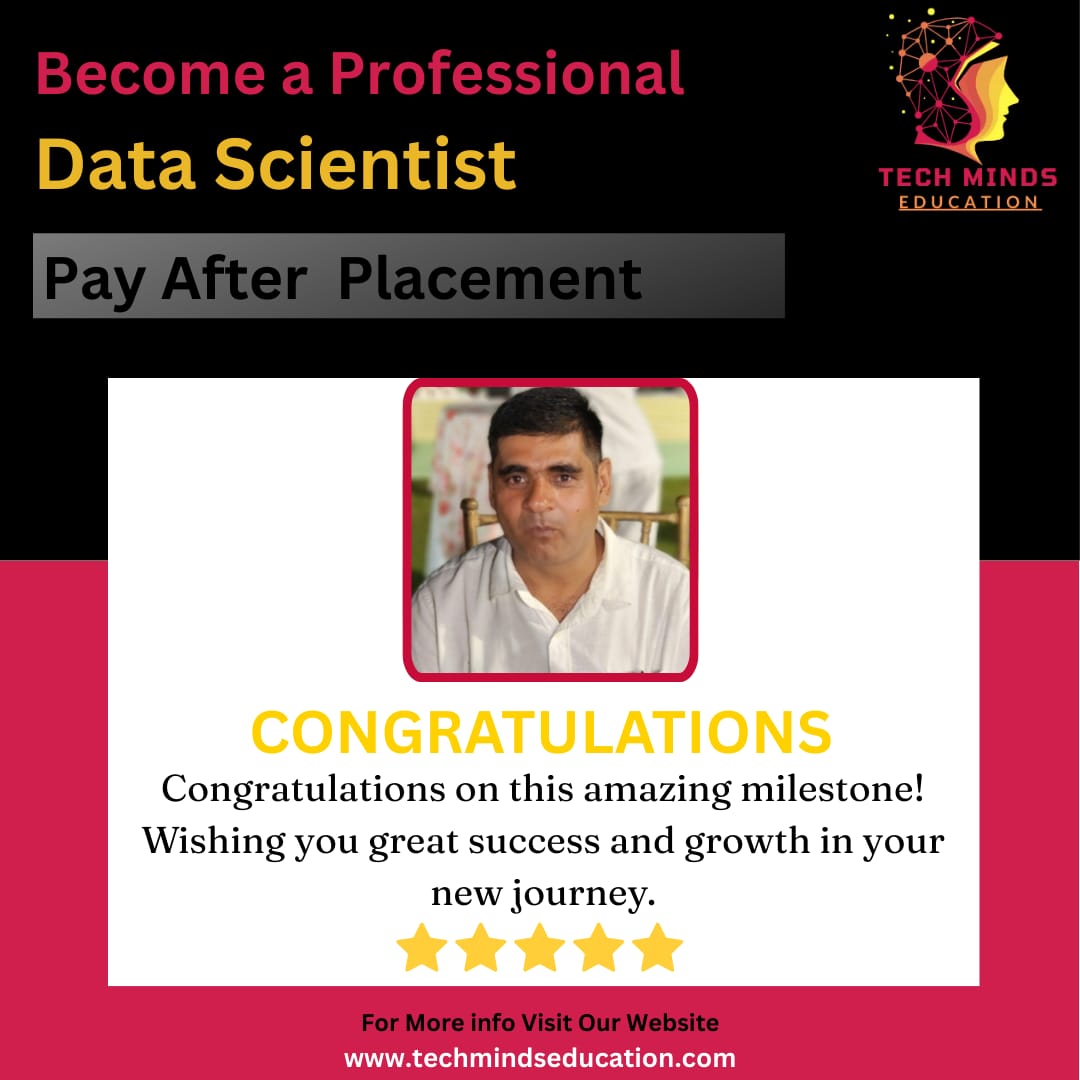 Become a Professional
Data Scientist
TECH MINDS
EDUCATION
Pay After Placement
CONGRATULATIONS
Congratulations on this amazing milestone!
Wishing you great success and growth in your
new journey.
For More info Visit Our Website
www.techmindseducation.com